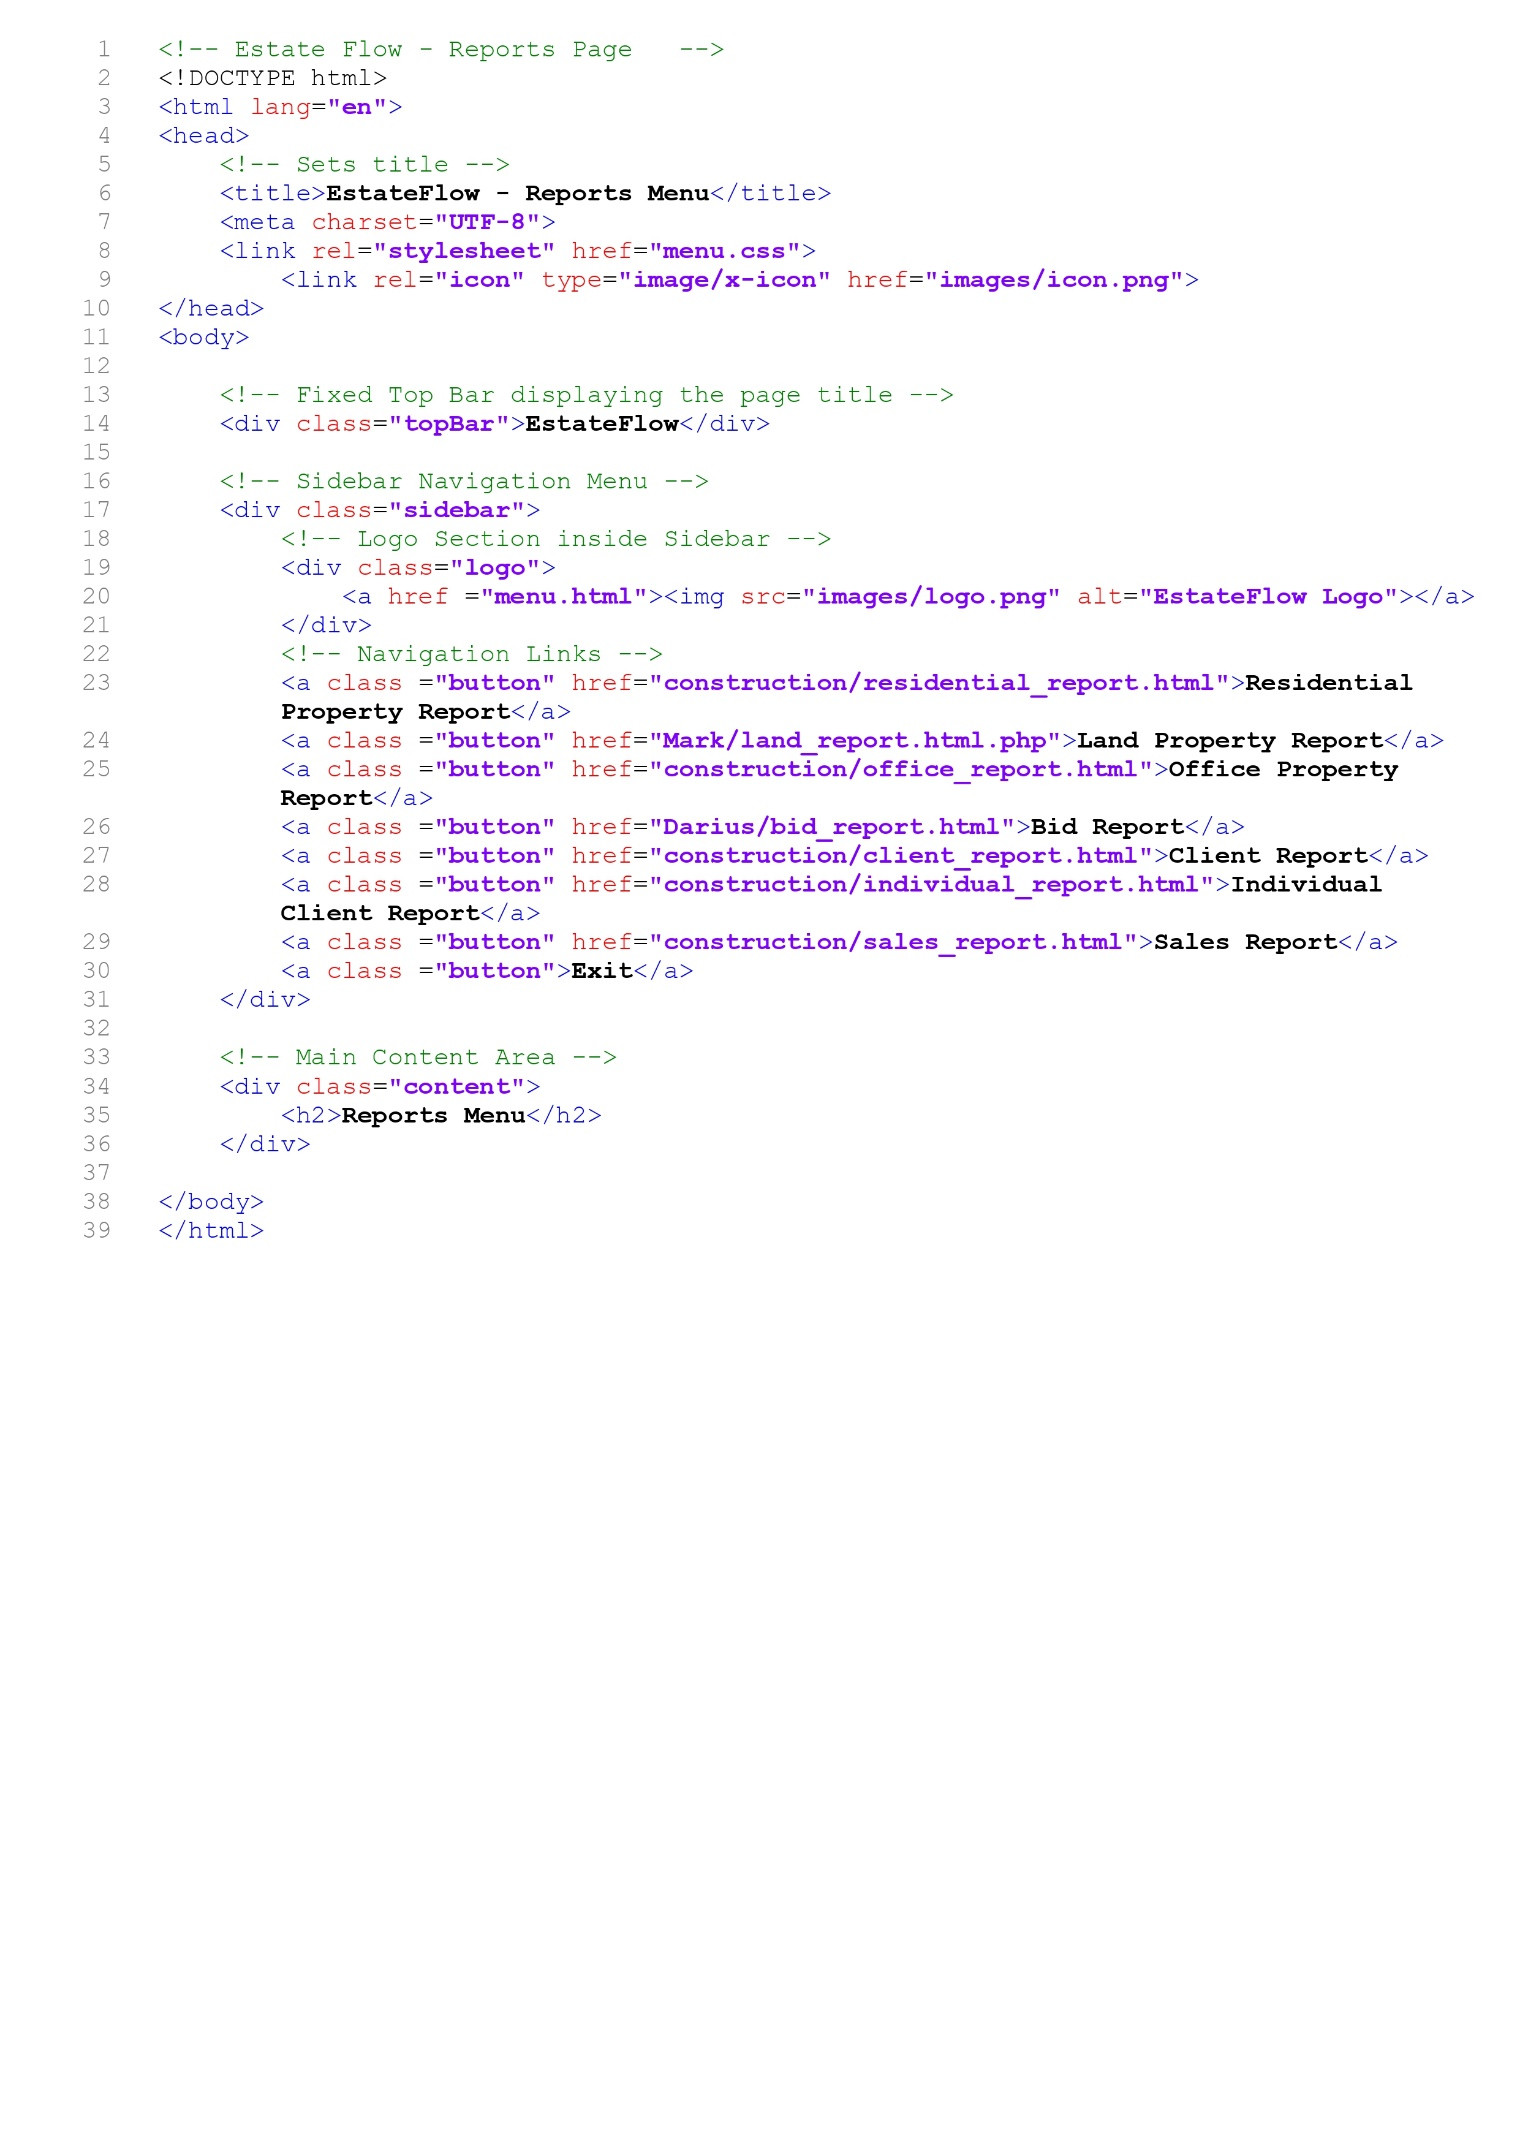 1 <!-- Estate Flow - Reports Page   -->
2 <!DOCTYPE html>
3 <html lang="en">
4 <head>
5     <!-- Sets title -->
6     <title>EstateFlow - Reports Menu</title>
7     <meta charset="UTF-8">
8     <link rel="stylesheet" href="menu.css">
9         <link rel="icon" type="image/x-icon" href="images/icon.png">
10 </head>
11 <body>
12
13     <!-- Fixed Top Bar displaying the page title -->
14     <div class="topBar">EstateFlow</div>
15
16     <!-- Sidebar Navigation Menu -->
17     <div class="sidebar">
18         <!-- Logo Section inside Sidebar -->
19         <div class="logo">
20             <a href ="menu.html"><img src="images/logo.png" alt="EstateFlow Logo"></a>
21         </div>
22         <!-- Navigation Links -->
23         <a class ="button" href="construction/residential_report.html">Residential
Property Report</a>
24         <a class ="button" href="Mark/land_report.html.php">Land Property Report</a>
25         <a class ="button" href="construction/office_report.html">Office Property
Report</a>
26         <a class ="button" href="Darius/bid_report.html">Bid Report</a>
27         <a class ="button" href="construction/client_report.html">Client Report</a>
28         <a class ="button" href="construction/individual_report.html">Individual
Client Report</a>
29         <a class ="button" href="construction/sales_report.html">Sales Report</a>
30         <a class ="button">Exit</a>
31     </div>
32
33     <!-- Main Content Area -->
34     <div class="content">
35         <h2>Reports Menu</h2>
36     </div>
37
38 </body>
39 </html>